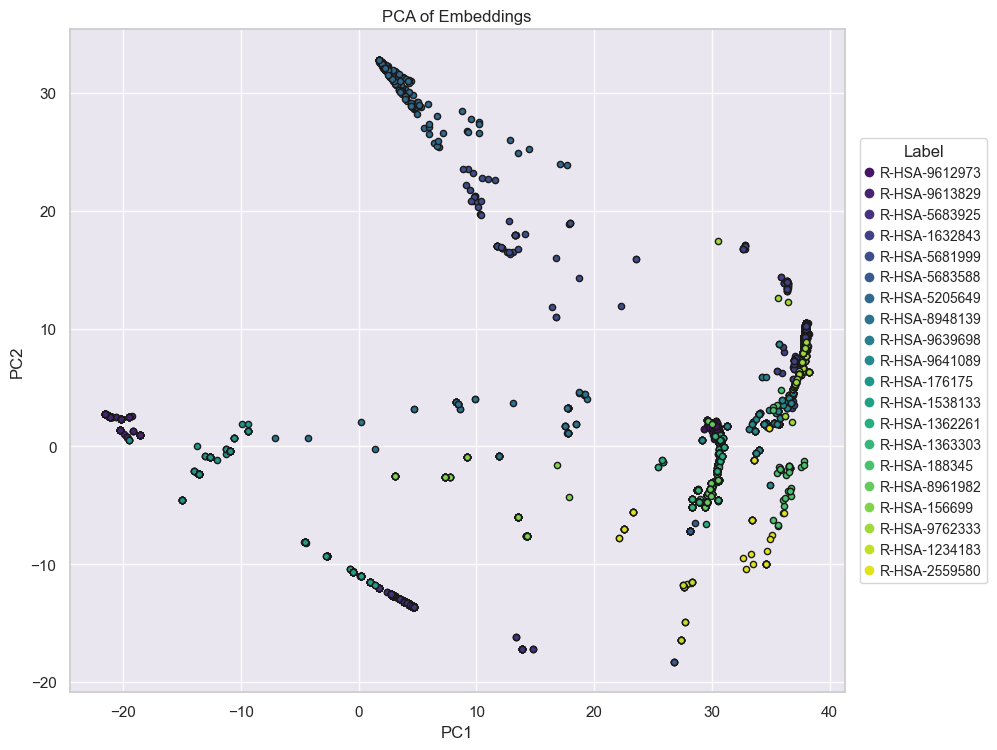 PCA of Embeddings
30
20
10
0
−10
−20
PC2
−20
−10
0
10
20
30
40
PC1
Label
R-HSA-9612973
R-HSA-9613829
R-HSA-5683925
R-HSA-1632843
R-HSA-5681999
R-HSA-5683588
R-HSA-5205649
R-HSA-8948139
R-HSA-9639698
R-HSA-9641089
R-HSA-176175
R-HSA-1538133
R-HSA-1362261
R-HSA-1363303
R-HSA-188345
R-HSA-8961982
R-HSA-156699
R-HSA-9762333
R-HSA-1234183
R-HSA-2559580